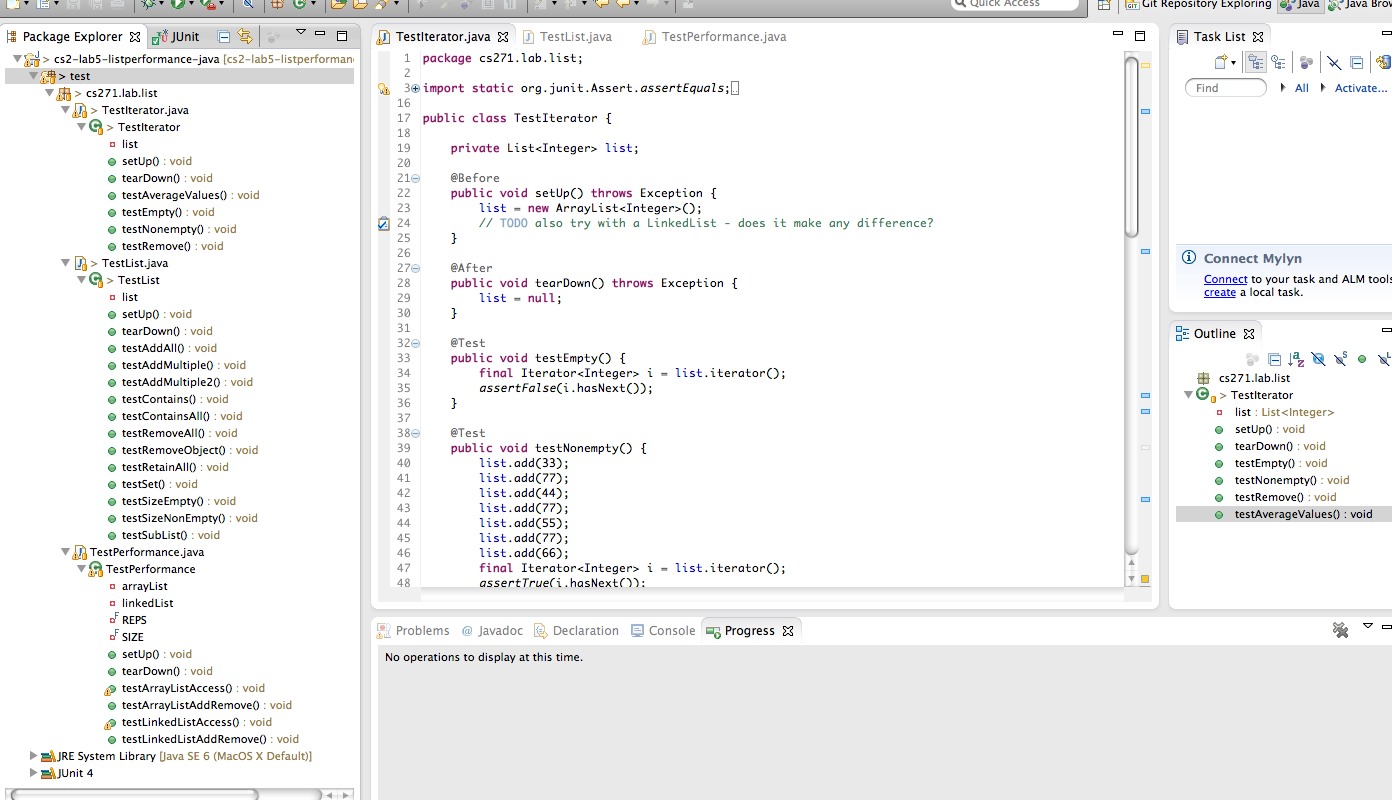 Quick Access
Git Repository Exploring
Java
Java Brow
Package Explorer
JUnit
> cs2-lab5-listperformance-java [cs2-lab5-listperforman
> test
> cs271.lab.list
> TestIterator.java
> TestIterator
list
setUp() : void
tearDown() : void
testAverageValues() : void
testEmpty() : void
testNonempty() : void
testRemove() : void
> TestList.java
> TestList
list
setUp() : void
tearDown() : void
testAddAll() : void
testAddMultiple() : void
testAddMultiple2() : void
testContains() : void
testContainsAll() : void
testRemoveAll() : void
testRemoveObject() : void
testRetainAll() : void
testSet() : void
testSizeEmpty() : void
testSizeNonEmpty() : void
testSubList() : void
TestPerformance.java
TestPerformance
arrayList
linkedList
REPS
SIZE
setUp() : void
tearDown() : void
testArrayListAccess() : void
testArrayListAddRemove() : void
testLinkedListAccess() : void
testLinkedListAddRemove() : void
JRE System Library [Java SE 6 (MacOS X Default)]
JUnit 4
TestIterator.java
TestList.java
TestPerformance.java
1 package cs271.lab.list;
2
3 import static org.junit.Assert.assertEquals;
16
17 public class TestIterator {
18
19 private List<Integer> list;
20
21 @Before
22 public void setUp() throws Exception {
23 list = new ArrayList<Integer>();
24 // TODO also try with a LinkedList - does it make any difference?
25 }
26
27 @After
28 public void tearDown() throws Exception {
29 list = null;
30 }
31
32 @Test
33 public void testEmpty() {
34 final Iterator<Integer> i = list.iterator();
35 assertFalse(i.hasNext());
36 }
37
38 @Test
39 public void testNonempty() {
40 list.add(33);
41 list.add(77);
42 list.add(44);
43 list.add(77);
44 list.add(55);
45 list.add(77);
46 list.add(66);
47 final Iterator<Integer> i = list.iterator();
48 assertTrue(i.hasNext());
Problems
@ Javadoc
Declaration
Console
Progress
No operations to display at this time.
Task List
Find
All
Activate...
Connect Mylyn
Connect to your task and ALM tools
create a local task.
Outline
cs271.lab.list
> TestIterator
list : List<Integer>
setUp() : void
tearDown() : void
testEmpty() : void
testNonempty() : void
testRemove() : void
testAverageValues() : void